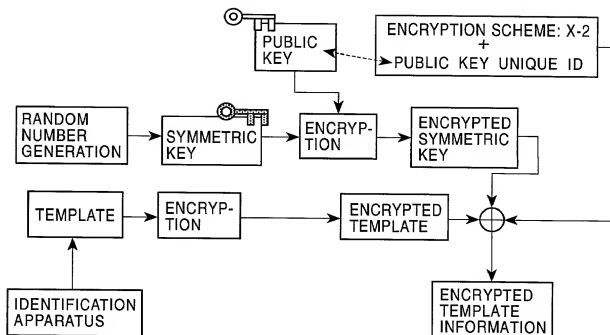 PUBLIC
KEY
ENCRYPTION SCHEME: X-2
+
PUBLIC KEY UNIQUE ID
RANDOM
NUMBER
GENERATION
SYMMETRIC
KEY
ENCRYP-
TION
ENCRYPTED
SYMMETRIC
KEY
TEMPLATE
ENCRYP-
TION
ENCRYPTED
TEMPLATE
IDENTIFICATION
APPARATUS
ENCRYPTED
TEMPLATE
INFORMATION